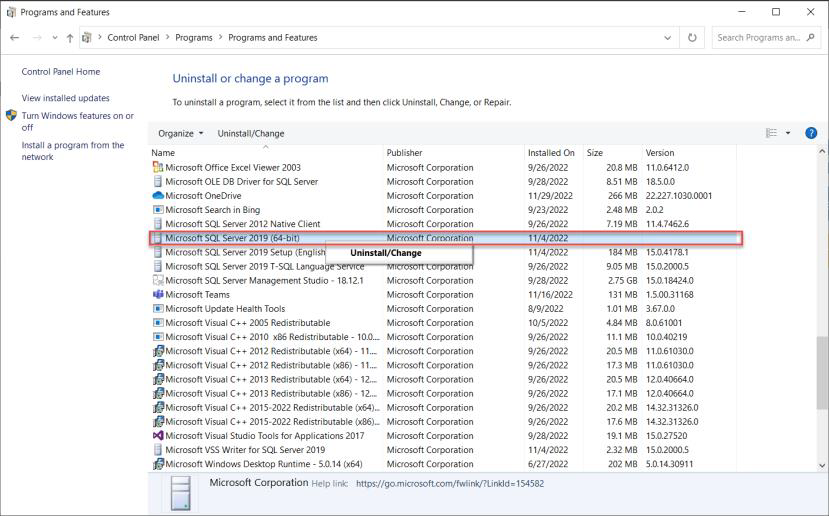 Programs and Features
Control Panel > Programs > Programs and Features
Search Programs an...
Control Panel Home
View installed updates
Turn Windows features on or
off
Install a program from the
network
Uninstall or change a program
To uninstall a program, select it from the list and then click Uninstall, Change, or Repair.
Organize Uninstall/Change
Name Publisher Installed On Size Version
Microsoft Office Excel Viewer 2003 Microsoft Corporation 9/26/2022 20.8 MB 11.0.6412.0
Microsoft OLE DB Driver for SQL Server Microsoft Corporation 9/28/2022 8.51 MB 18.5.0.0
Microsoft OneDrive Microsoft Corporation 11/29/2022 266 MB 22.227.1030.0001
Microsoft Search in Bing Microsoft Corporation 9/23/2022 2.48 MB 2.0.2
Microsoft SQL Server 2012 Native Client Microsoft Corporation 9/26/2022 7.19 MB 11.4.7462.6
Microsoft SQL Server 2019 (64-bit) Microsoft Corporation 11/4/2022
Microsoft SQL Server 2019 Setup (English 11/4/2022 184 MB 15.0.4178.1
Uninstall/Change
Microsoft SQL Server 2019 T-SQL Language Service Microsoft Corporation 9/26/2022 9.05 MB 15.0.2000.5
Microsoft SQL Server Management Studio - 18.12.1 Microsoft Corporation 9/28/2022 2.75 GB 15.0.18424.0
Microsoft Teams Microsoft Corporation 11/16/2022 131 MB 1.5.00.31168
Microsoft Update Health Tools Microsoft Corporation 8/9/2022 1.01 MB 3.67.0.0
Microsoft Visual C++ 2005 Redistributable Microsoft Corporation 10/5/2022 4.84 MB 8.0.61001
Microsoft Visual C++ 2010 x86 Redistributable - 10.0.... Microsoft Corporation 9/26/2022 11.1 MB 10.0.40219
Microsoft Visual C++ 2012 Redistributable (x64) - 11.... Microsoft Corporation 9/26/2022 20.5 MB 11.0.61030.0
Microsoft Visual C++ 2012 Redistributable (x86) - 11.... Microsoft Corporation 9/26/2022 17.3 MB 11.0.61030.0
Microsoft Visual C++ 2013 Redistributable (x64) - 12.... Microsoft Corporation 9/26/2022 20.5 MB 12.0.40664.0
Microsoft Visual C++ 2013 Redistributable (x86) - 12.... Microsoft Corporation 9/26/2022 17.1 MB 12.0.40664.0
Microsoft Visual C++ 2015-2022 Redistributable (x64)... Microsoft Corporation 9/26/2022 20.2 MB 14.32.31326.0
Microsoft Visual C++ 2015-2022 Redistributable (x86)... Microsoft Corporation 9/26/2022 17.6 MB 14.32.31326.0
Microsoft Visual Studio Tools for Applications 2017 Microsoft Corporation 9/28/2022 19.1 MB 15.0.27520
Microsoft VSS Writer for SQL Server 2019 Microsoft Corporation 11/4/2022 2.32 MB 15.0.2000.5
Microsoft Windows Desktop Runtime - 5.0.14 (x64) Microsoft Corporation 6/27/2022 202 MB 5.0.14.30911
Microsoft Corporation Help link: https://go.microsoft.com/fwlink/?LinkId=154582